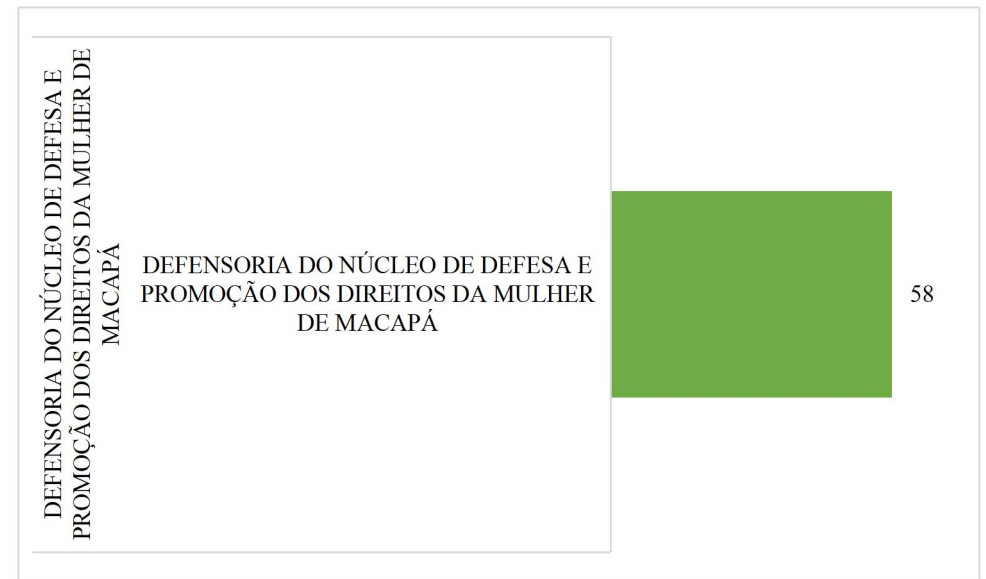 DEFENSORIA DO NÚCLEO DE DEFESA E
PROMOÇÃO DOS DIREITOS DA MULHER DE
MACAPÁ
DEFENSORIA DO NÚCLEO DE DEFESA E
PROMOÇÃO DOS DIREITOS DA MULHER
DE MACAPÁ
58